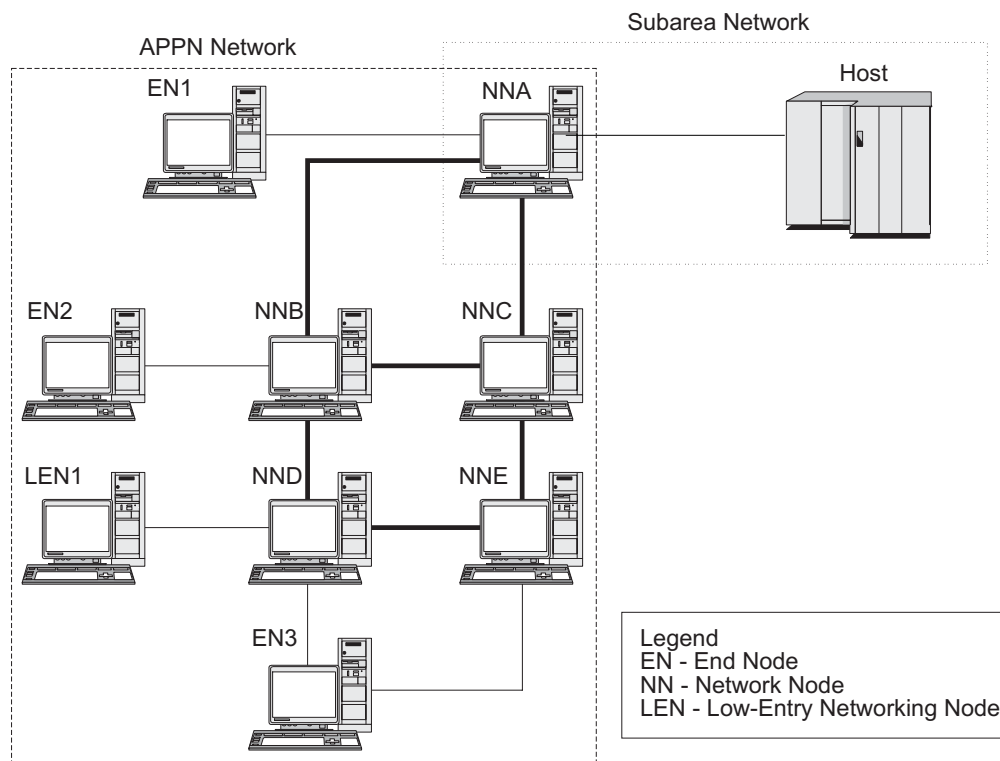 Subarea Network
APPN Network
EN1
NNA
Host
EN2
NNB
NNC
LEN1
NND
NNE
EN3
Legend
EN - End Node
NN - Network Node
LEN - Low-Entry Networking Node